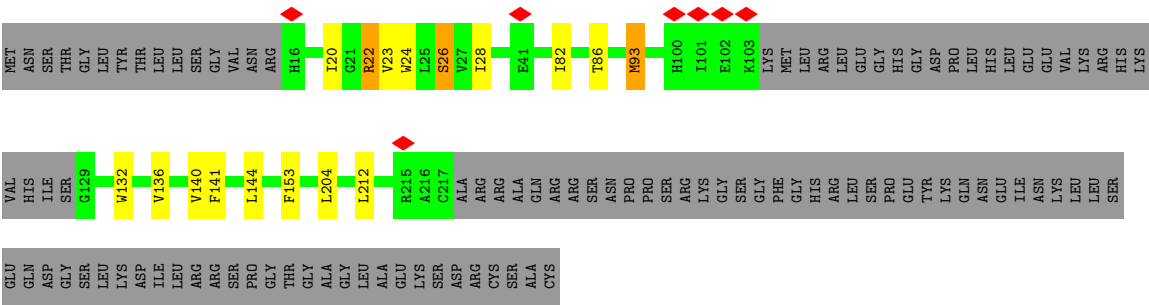 MET ASN SER THR GLY LEU TYR THR LEU LEU SER GLY VAL ASN ARG H16 I20 G21 R22 V23 W24 L25 S26 V27 I28 E41 I82 T86 M93 H100 I101 E102 K103 LYS MET LEU ARG LEU GLU GLY HIS GLY ASP PRO LEU HIS LEU GLU GLU VAL LYS ARG HIS LYS
VAL HIS ILE SER G129 W132 V136 V140 F141 L144 F153 L204 L212 R215 A216 C217 ALA ARG ARG ALA GLN ARG ARG SER ASN PRO PRO SER ARG LYS GLY SER GLY PHE GLY HIS ARG LEU SER PRO GLU TYR LYS GLN ASN GLU ILE ASN LYS LEU LEU SER
GLU GLN ASP GLY SER LEU LYS ASP ILE LEU ARG ARG SER PRO GLY THR GLY ALA GLY LEU ALA GLU LYS SER ASP ARG CYS SER ALA CYS